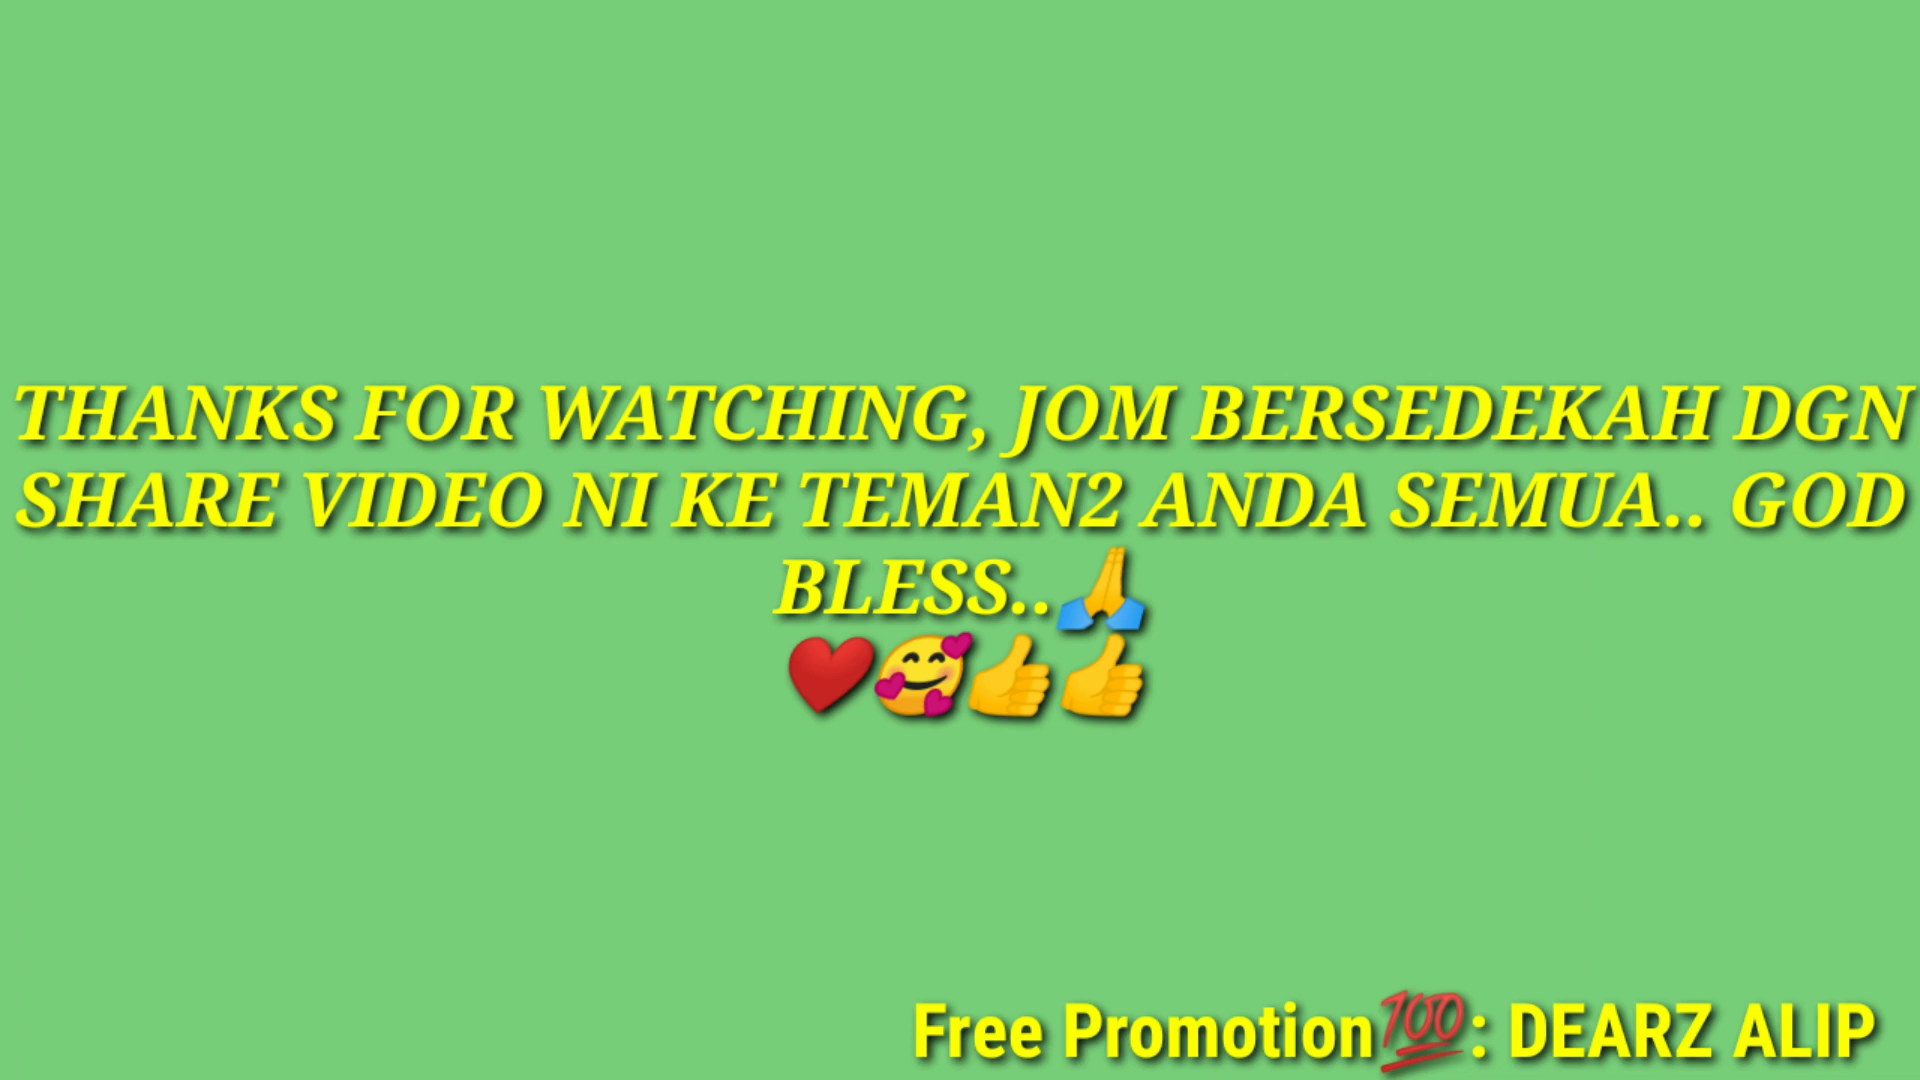 THANKS FOR WATCHING, JOM BERSEDEKAH DGN
SHARE VIDEO NI KE TEMAN2 ANDA SEMUA.. GOD
BLESS..🙏
❤️🥰👍👍
Free Promotion💯: DEARZ ALIP